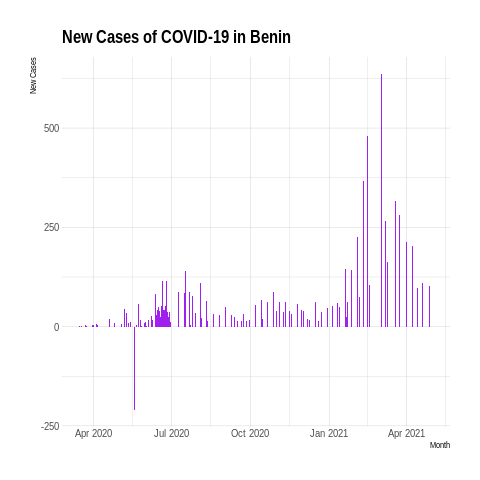 New Cases of COVID-19 in Benin
New Cases
500
250
0
-250
Apr 2020 Jul 2020 Oct 2020 Jan 2021 Apr 2021
Month